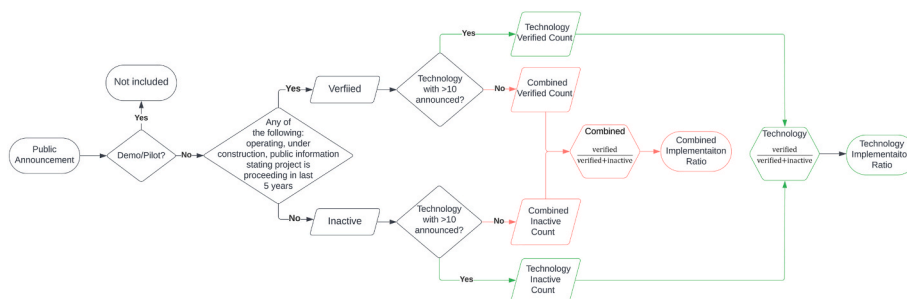 Public
Announcement
Not included
Yes
Demo/Pilot?
No
Any of
the following:
operating, under
construction, public information
stating project is
proceeding in last
5 years
Yes
Verfiied
No
Inactive
Technology
with >10
announced?
Yes
No
Technology
Verified Count
Combined
Verified Count
Technology
with >10
announced?
No
Yes
Combined
Inactive
Count
Technology
Inactive
Count
Combined
verified
verified+inactive
Combined
Implementaiton
Ratio
Technology
verified
verified+inactive
Technology
Implementaiton
Ratio